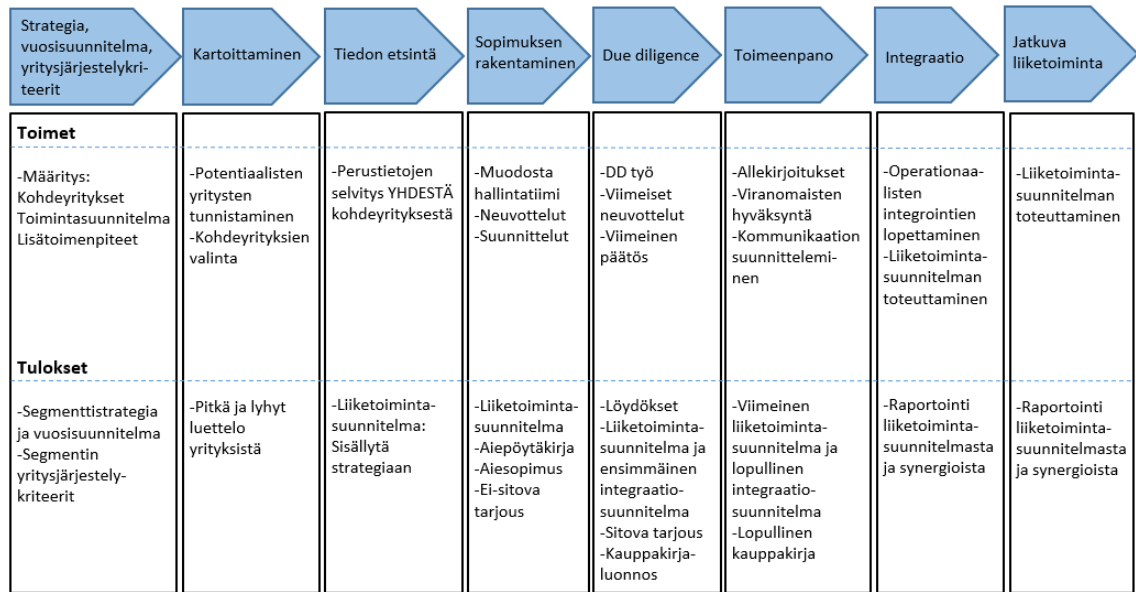 Strategia,
vuosisuunnitelma,
yritysjärjestelykri-
teerit
Kartoittaminen
Tiedon etsintä
Sopimuksen
rakentaminen
Due diligence
Toimeenpano
Integraatio
Jatkuva
liiketoiminta
Toimet
-Määritys:
Kohdeyritykset
Toimintasuunnitelma
Lisätoimenpiteet
-Potentiaalisten
yritysten
tunnistaminen
-Kohdeyrityksien
valinta
-Perustietojen
selvitys YHDESTÄ
kohdeyrityksestä
-Muodosta
hallintatiimi
-Neuvottelut
-Suunnittelut
-DD työ
-Viimeiset
neuvottelut
-Viimeinen
päätös
-Allekirjoitukset
-Viranomaisten
hyväksyntä
-Kommunikaation
suunnittelemi-
nen
-Operationaa-
listen
integrointien
lopettaminen
-Liiketoiminta-
suunnitelman
toteuttaminen
-Liiketoiminta-
suunnitelman
toteuttaminen
Tulokset
-Segmenttistrategia
ja vuosisuunnitelma
-Segmentin
yritysjärjestely-
kriteerit
-Pitkä ja lyhyt
luettelo
yrityksistä
-Liiketoiminta-
suunnitelma:
Sisällytä
strategiaan
-Liiketoiminta-
suunnitelma
-Aiepöytäkirja
-Aiesopimus
-Ei-sitova
tarjous
-Löydökset
-Liiketoiminta-
suunnitelma ja
ensimmäinen
integraatio-
suunnitelma
-Sitova tarjous
-Kauppakirja-
luonnos
-Viimeinen
liiketoiminta-
suunnitelma ja
lopullinen
integraatio-
suunnitelma
-Lopullinen
kauppakirja
-Raportointi
liiketoiminta-
suunnitelmasta
ja synergioista
-Raportointi
liiketoiminta-
suunnitelmasta
ja synergioista